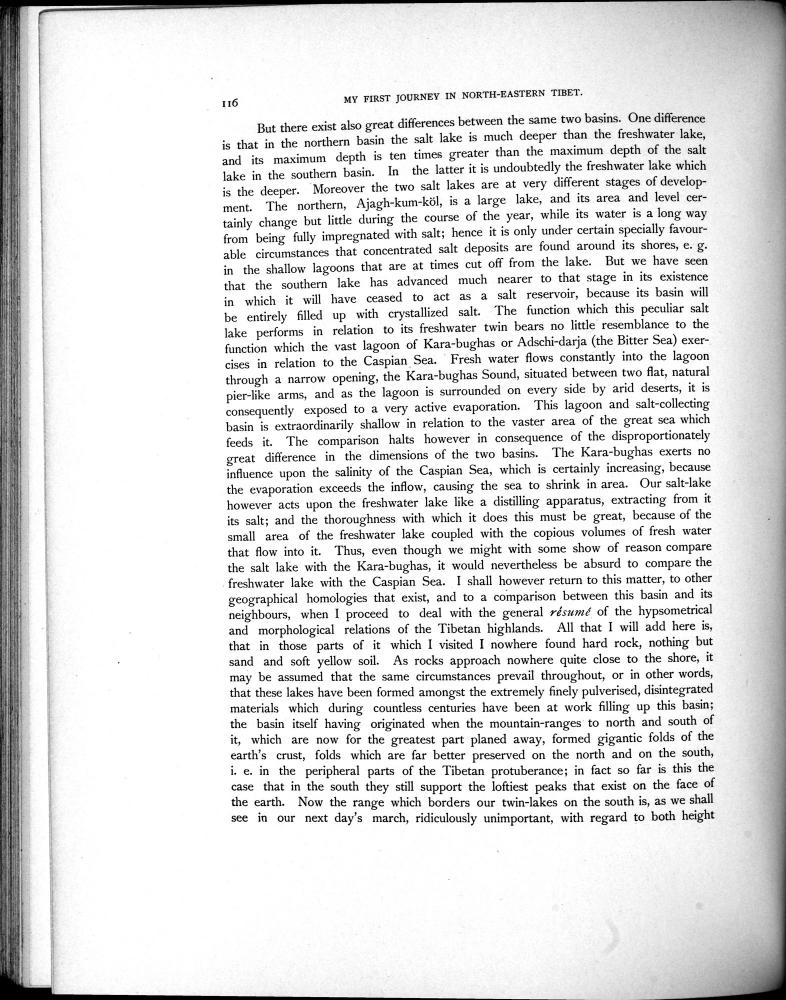 116
MY FIRST JOURNEY IN NORTH-EASTERN TIBET.
But there exist also great differences between the same two basins. One difference
is that in the northern basin the salt lake is much deeper than the freshwater lake,
and its maximum depth is ten times greater than the maximum depth of the salt
lake in the southern basin. In the latter it is undoubtedly the freshwater lake which
is the deeper. Moreover the two salt lakes are at very different stages of develop-
ment. The northern, Ajagh-kum-köl, is a large lake, and its area and level cer-
tainly change but little during the course of the year, while its water is a long way
from being fully impregnated with salt; hence it is only under certain specially favour-
able circumstances that concentrated salt deposits are found around its shores, e. g.
in the shallow lagoons that are at times cut off from the lake. But we have seen
that the southern lake has advanced much nearer to that stage in its existence
in which it will have ceased to act as a salt reservoir, because its basin will
be entirely filled up with crystallized salt. The function which this peculiar salt
lake performs in relation to its freshwater twin bears no little resemblance to the
function which the vast lagoon of Kara-bughas or Adschi-darja (the Bitter Sea) exer-
cises in relation to the Caspian Sea. Fresh water flows constantly into the lagoon
through a narrow opening, the Kara-bughas Sound, situated between two flat, natural
pier-like arms, and as the lagoon is surrounded on every side by arid deserts, it is
consequently exposed to a very active evaporation. This lagoon and salt-collecting
basin is extraordinarily shallow in relation to the vaster area of the great sea which
feeds it. The comparison halts however in consequence of the disproportionately
great difference in the dimensions of the two basins. The Kara-bughas exerts no
influence upon the salinity of the Caspian Sea, which is certainly increasing, because
the evaporation exceeds the inflow, causing the sea to shrink in area. Our salt-lake
however acts upon the freshwater lake like a distilling apparatus, extracting from it
its salt; and the thoroughness with which it does this must be great, because of the
small area of the freshwater lake coupled with the copious volumes of fresh water
that flow into it. Thus, even though we might with some show of reason compare
the salt lake with the Kara-bughas, it would nevertheless be absurd to compare the
freshwater lake with the Caspian Sea. I shall however return to this matter, to other
geographical homologies that exist, and to a comparison between this basin and its
neighbours, when I proceed to deal with the general résumé of the hypsometrical
and morphological relations of the Tibetan highlands. All that I will add here is,
that in those parts of it which I visited I nowhere found hard rock, nothing but
sand and soft yellow soil. As rocks approach nowhere quite close to the shore, it
may be assumed that the same circumstances prevail throughout, or in other words,
that these lakes have been formed amongst the extremely finely pulverised, disintegrated
materials which during countless centuries have been at work filling up this basin;
the basin itself having originated when the mountain-ranges to north and south of
it, which are now for the greatest part planed away, formed gigantic folds of the
earth's crust, folds which are far better preserved on the north and on the south,
i. e. in the peripheral parts of the Tibetan protuberance; in fact so far is this the
case that in the south they still support the loftiest peaks that exist on the face of
the earth. Now the range which borders our twin-lakes on the south is, as we shall
see in our next day's march, ridiculously unimportant, with regard to both height